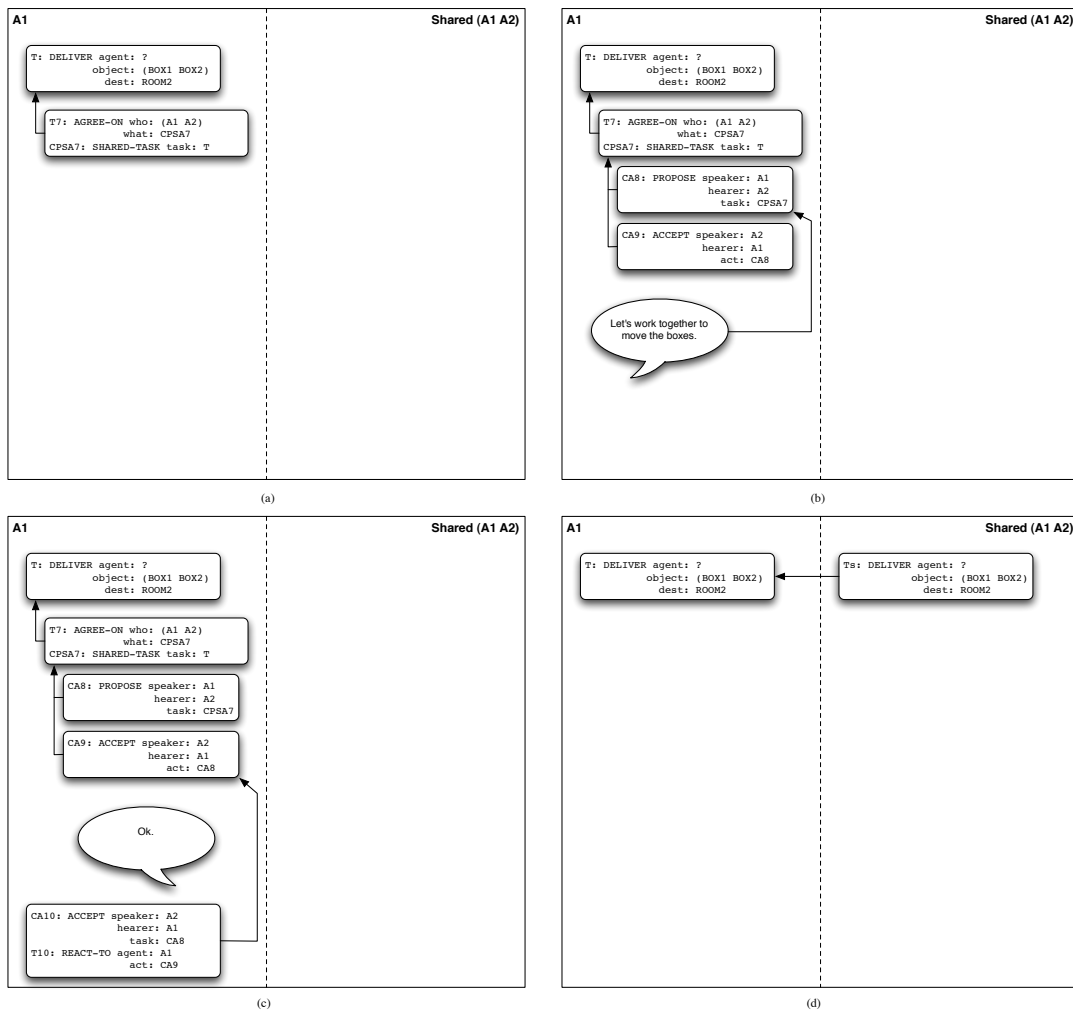 A1 Shared (A1 A2)
T: DELIVER agent: ?
object: (BOX1 BOX2)
dest: ROOM2
T7: AGREE-ON who: (A1 A2)
what: CPSA7
CPSA7: SHARED-TASK task: T
(a)
A1 Shared (A1 A2)
T: DELIVER agent: ?
object: (BOX1 BOX2)
dest: ROOM2
T7: AGREE-ON who: (A1 A2)
what: CPSA7
CPSA7: SHARED-TASK task: T
CA8: PROPOSE speaker: A1
hearer: A2
task: CPSA7
CA9: ACCEPT speaker: A2
hearer: A1
act: CA8
Let's work together to
move the boxes.
(b)
A1 Shared (A1 A2)
T: DELIVER agent: ?
object: (BOX1 BOX2)
dest: ROOM2
T7: AGREE-ON who: (A1 A2)
what: CPSA7
CPSA7: SHARED-TASK task: T
CA8: PROPOSE speaker: A1
hearer: A2
task: CPSA7
CA9: ACCEPT speaker: A2
hearer: A1
act: CA8
Ok.
CA10: ACCEPT speaker: A2
hearer: A1
task: CA8
T10: REACT-TO agent: A1
act: CA9
(c)
A1 Shared (A1 A2)
T: DELIVER agent: ?
object: (BOX1 BOX2)
dest: ROOM2
Ts: DELIVER agent: ?
object: (BOX1 BOX2)
dest: ROOM2
(d)